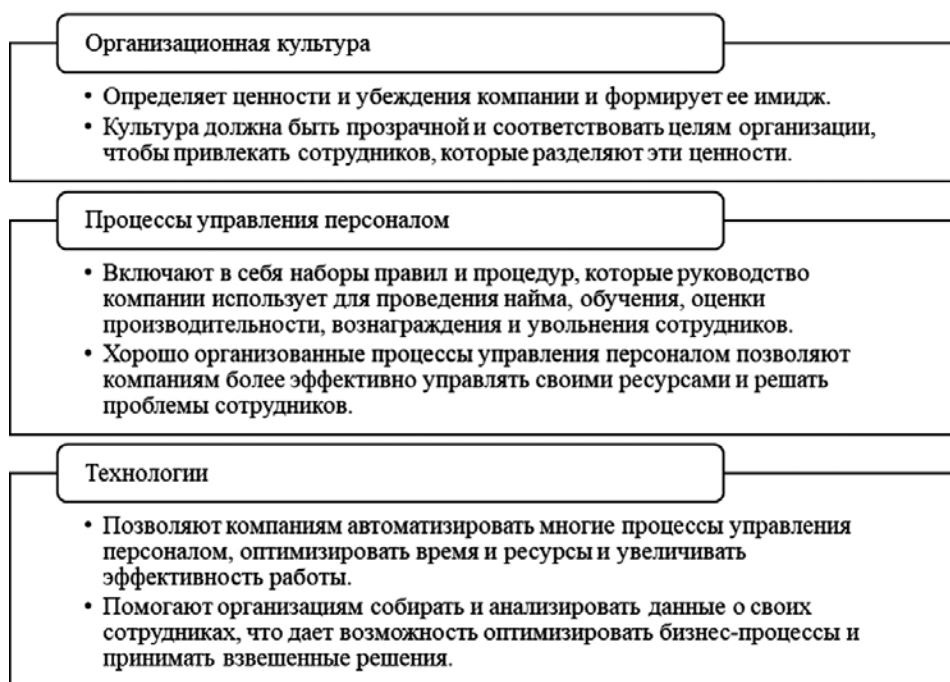 Организационная культура
• Определяет ценности и убеждения компании и формирует ее имидж.
• Культура должна быть прозрачной и соответствовать целям организации,
чтобы привлекать сотрудников, которые разделяют эти ценности.
Процессы управления персоналом
• Включают в себя наборы правил и процедур, которые руководство
компании использует для проведения найма, обучения, оценки
производительности, вознаграждения и увольнения сотрудников.
• Хорошо организованные процессы управления персоналом позволяют
компаниям более эффективно управлять своими ресурсами и решать
проблемы сотрудников.
Технологии
• Позволяют компаниям автоматизировать многие процессы управления
персоналом, оптимизировать время и ресурсы и увеличивать
эффективность работы.
• Помогают организациям собирать и анализировать данные о своих
сотрудниках, что дает возможность оптимизировать бизнес-процессы и
принимать взвешенные решения.